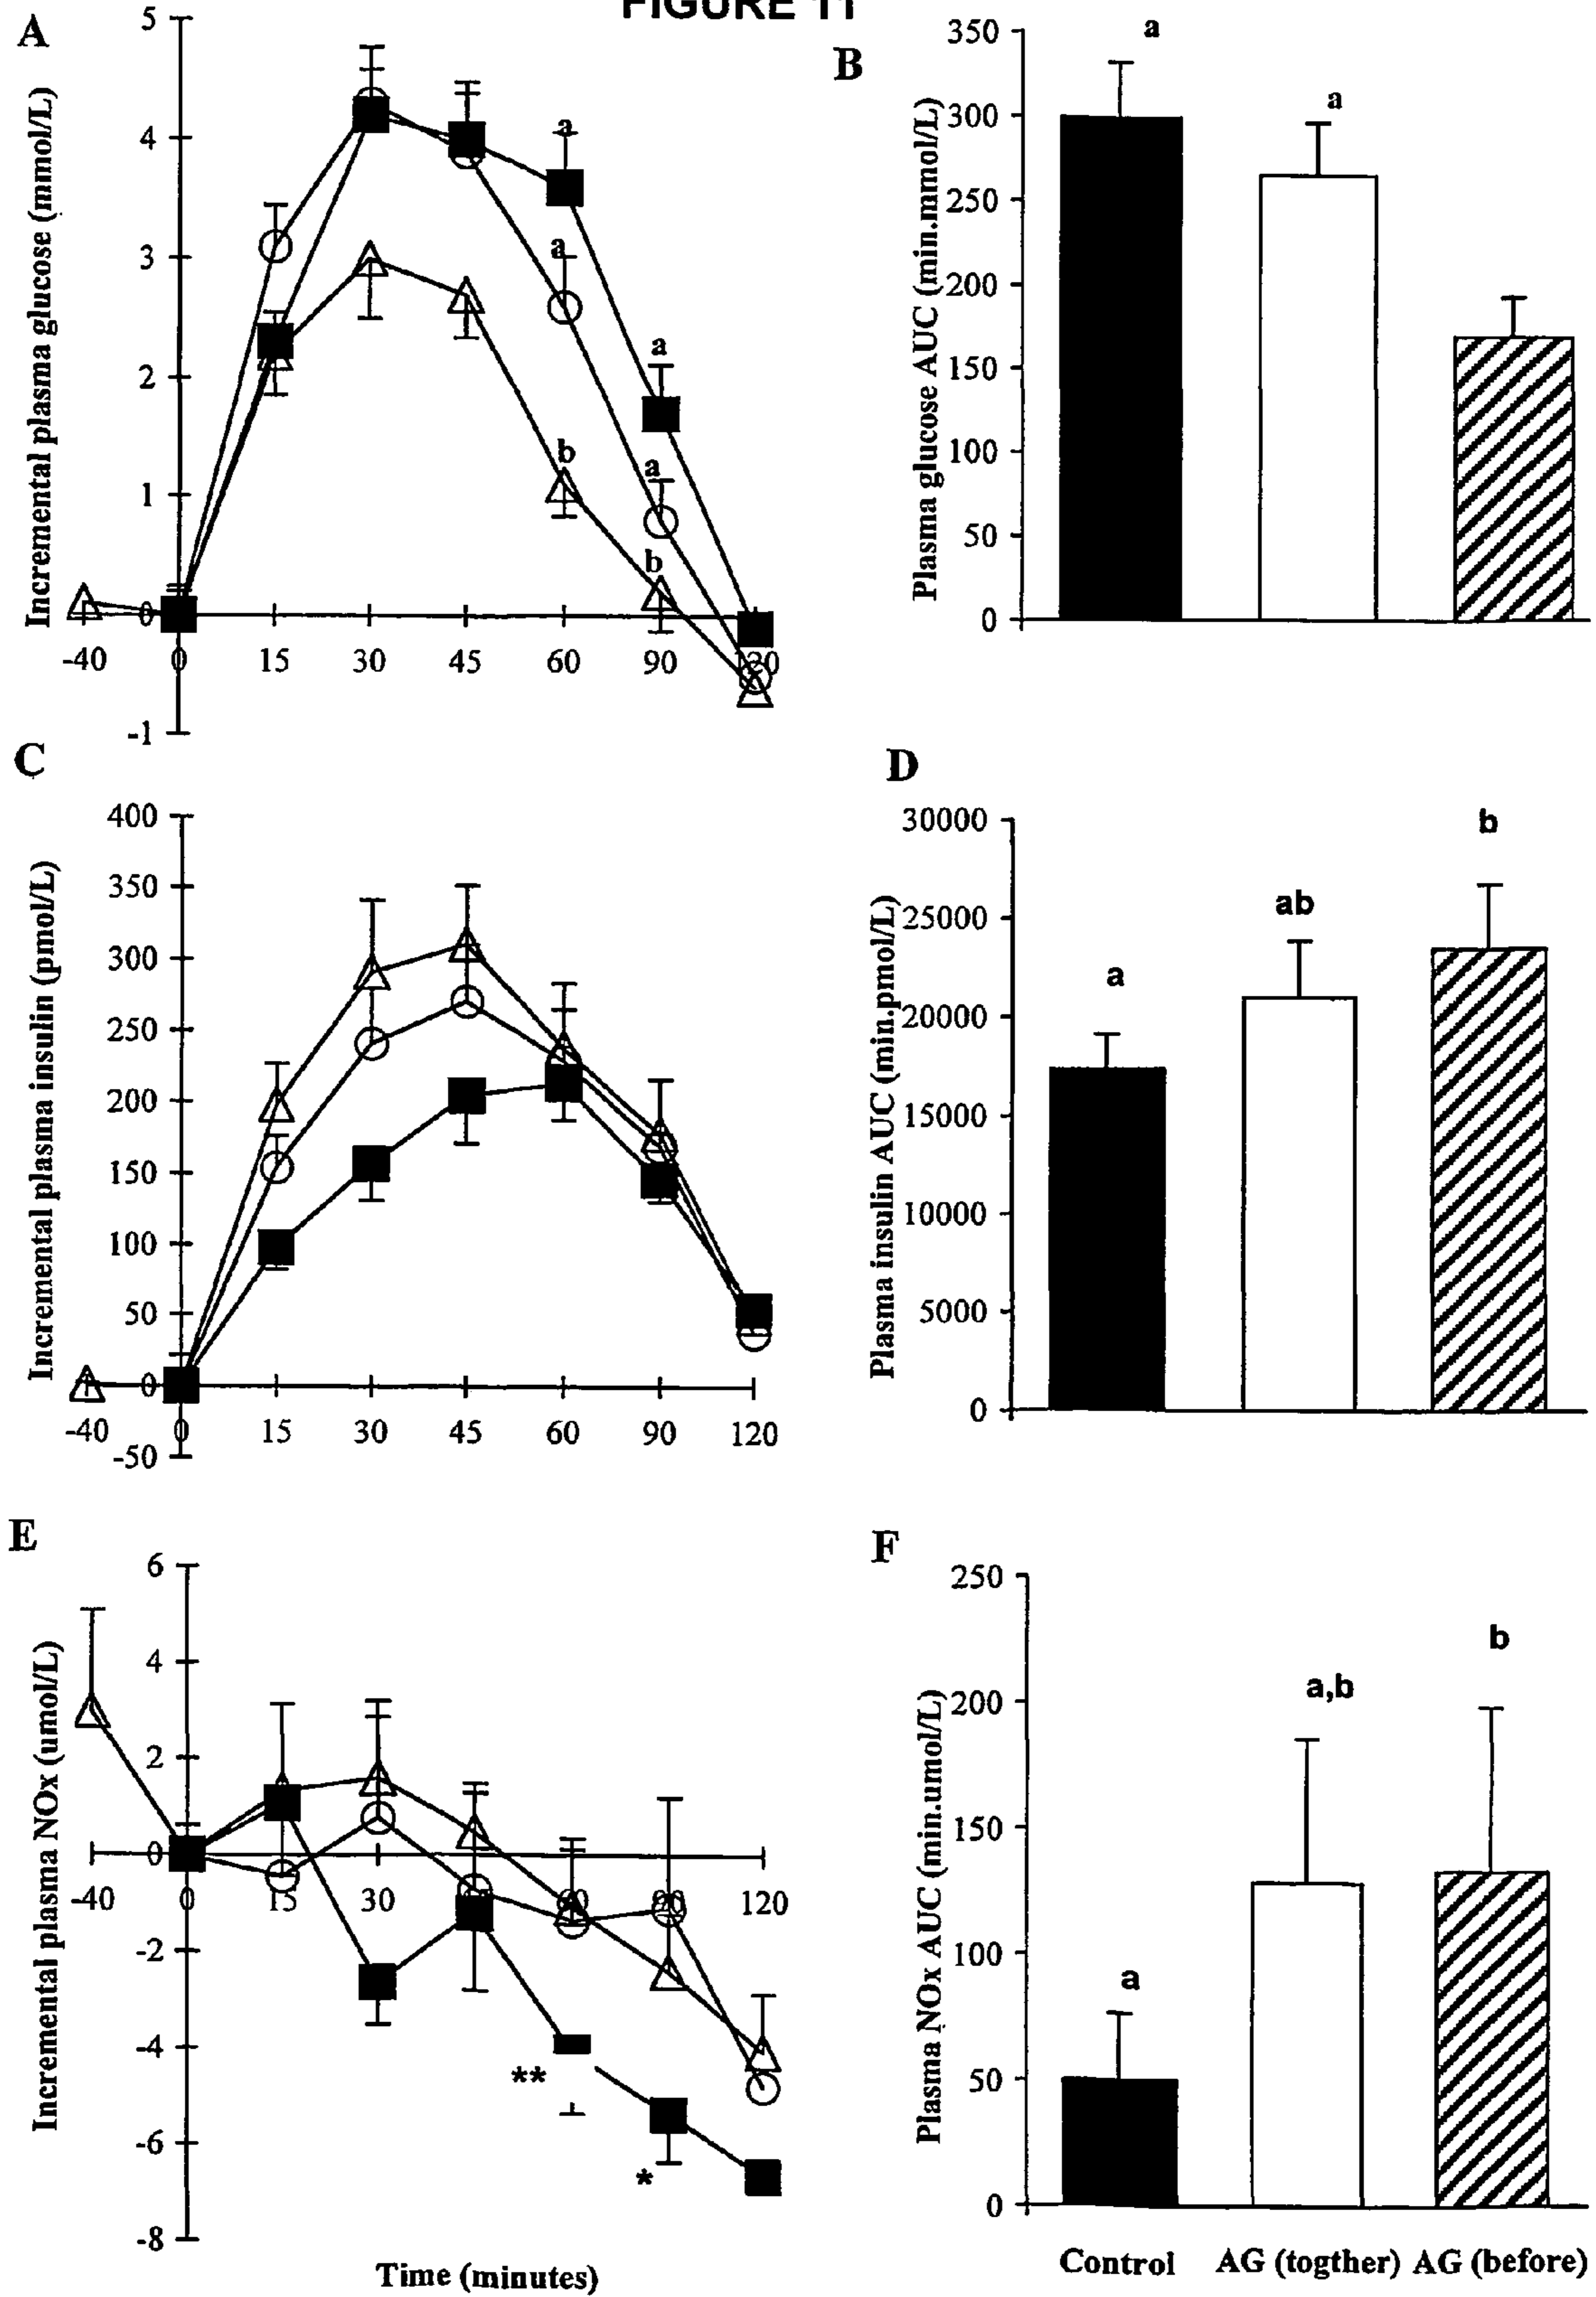 FIGURE 11
A
Incremental plasma glucose (mmol/L)
5
4
3
2
1
0
-1
-40 0 15 30 45 60 90 120
a
a
a
a
b
b
B
Plasma glucose AUC (min.mmol/L)
350
300
250
200
150
100
50
0
a
a
C
Incremental plasma insulin (pmol/L)
400
350
300
250
200
150
100
50
0
-50
-40 0 15 30 45 60 90 120
D
Plasma insulin AUC (min.pmol/L)
30000
25000
20000
15000
10000
5000
0
a
ab
b
E
Incremental plasma NOx (umol/L)
6
4
2
0
-2
-4
-6
-8
-40 0 15 30 120
**
*
Time (minutes)
F
Plasma NOx AUC (min.umol/L)
250
200
150
100
50
0
a
a,b
b
Control AG (togther) AG (before)